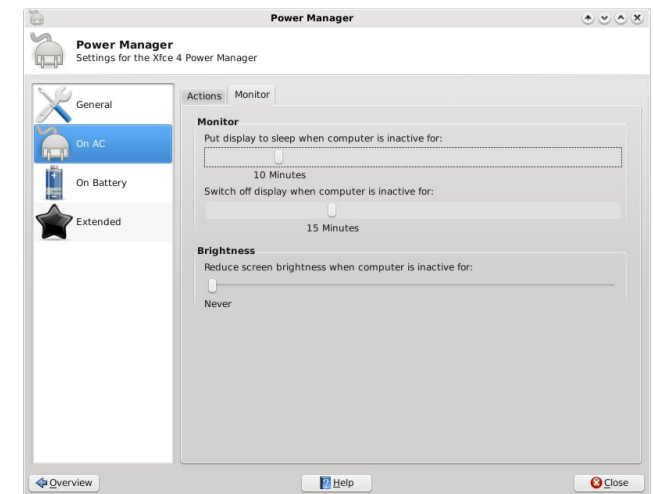 Power Manager
Power Manager
Settings for the Xfce 4 Power Manager
General
On AC
On Battery
Extended
Actions Monitor
Monitor
Put display to sleep when computer is inactive for:
10 Minutes
Switch off display when computer is inactive for:
15 Minutes
Brightness
Reduce screen brightness when computer is inactive for:
Never
Overview Help Close